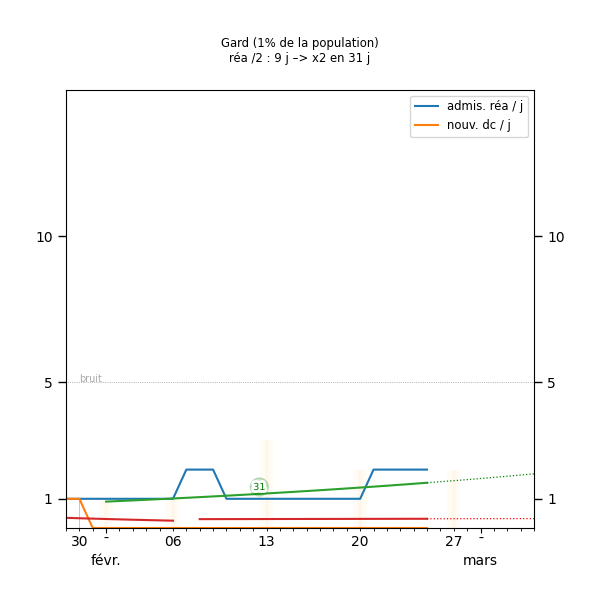 Gard (1% de la population)
réa /2 : 9 j –> x2 en 31 j
admis. réa / j
nouv. dc / j
10
10
bruit
5
5
31
1
1
30
-
06
13
20
27
-
févr.
mars